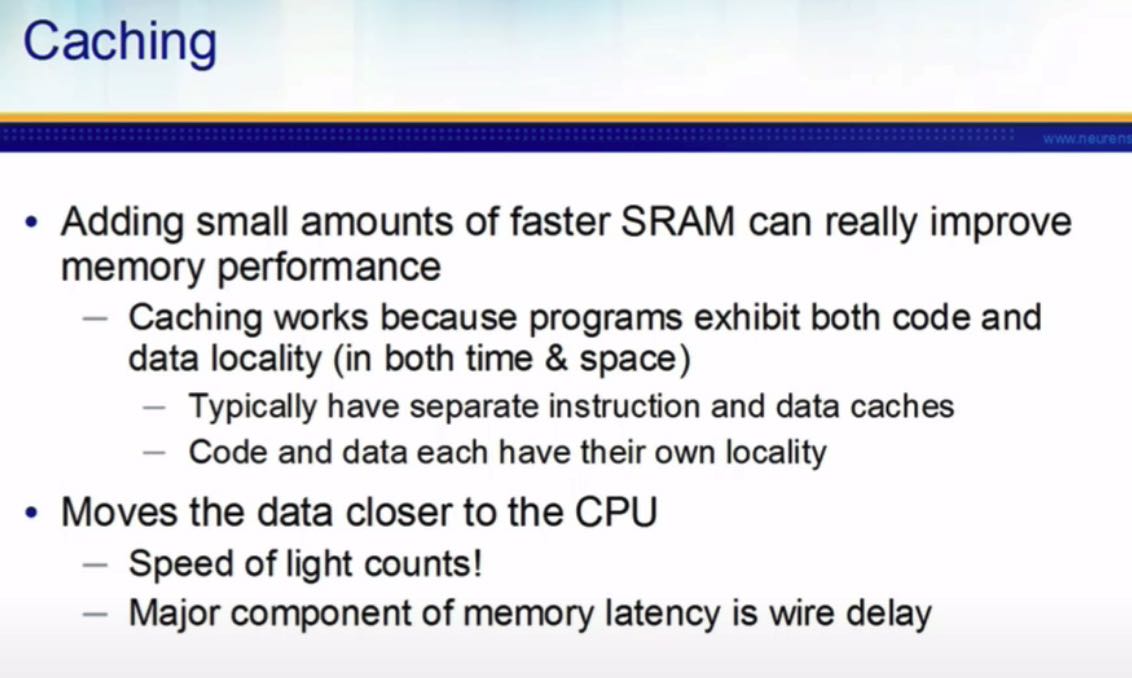 Caching
www.neurens
• Adding small amounts of faster SRAM can really improve
memory performance
– Caching works because programs exhibit both code and
data locality (in both time & space)
– Typically have separate instruction and data caches
– Code and data each have their own locality
• Moves the data closer to the CPU
– Speed of light counts!
– Major component of memory latency is wire delay